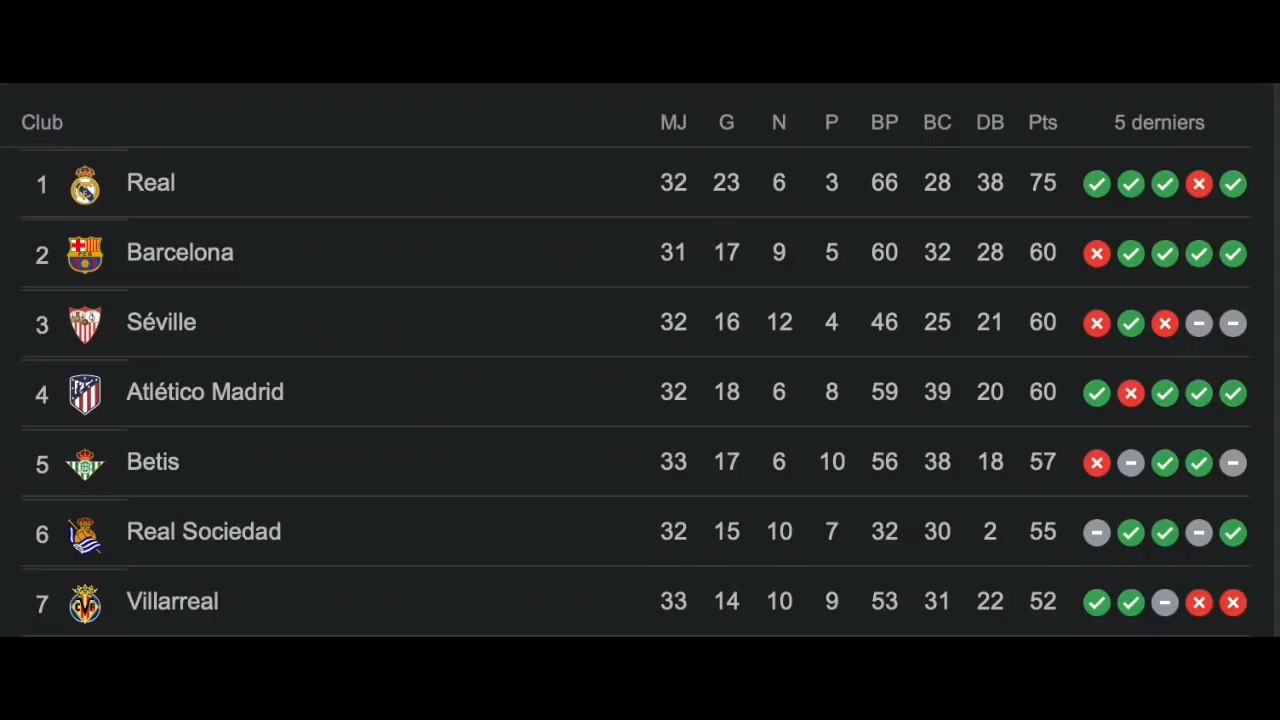 Club MJ G N P BP BC DB Pts 5 derniers
1 Real 32 23 6 3 66 28 38 75
2 Barcelona 31 17 9 5 60 32 28 60
3 Séville 32 16 12 4 46 25 21 60
4 Atlético Madrid 32 18 6 8 59 39 20 60
5 Betis 33 17 6 10 56 38 18 57
6 Real Sociedad 32 15 10 7 32 30 2 55
7 Villarreal 33 14 10 9 53 31 22 52